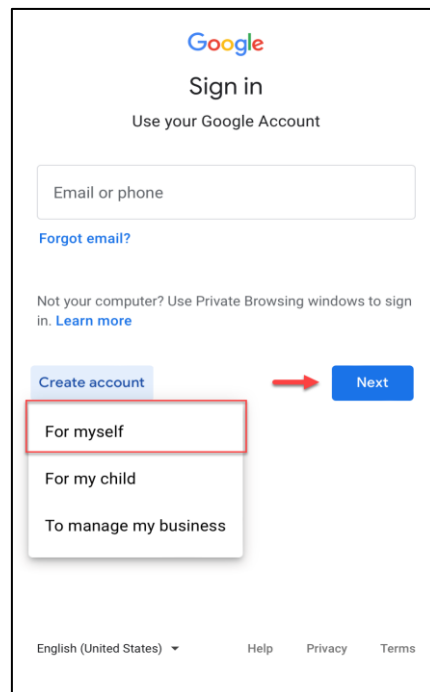 Google
Sign in
Use your Google Account
Email or phone
Forgot email?
Not your computer? Use Private Browsing windows to sign
in. Learn more
Create account
Next
For myself
For my child
To manage my business
English (United States)
Help
Privacy
Terms